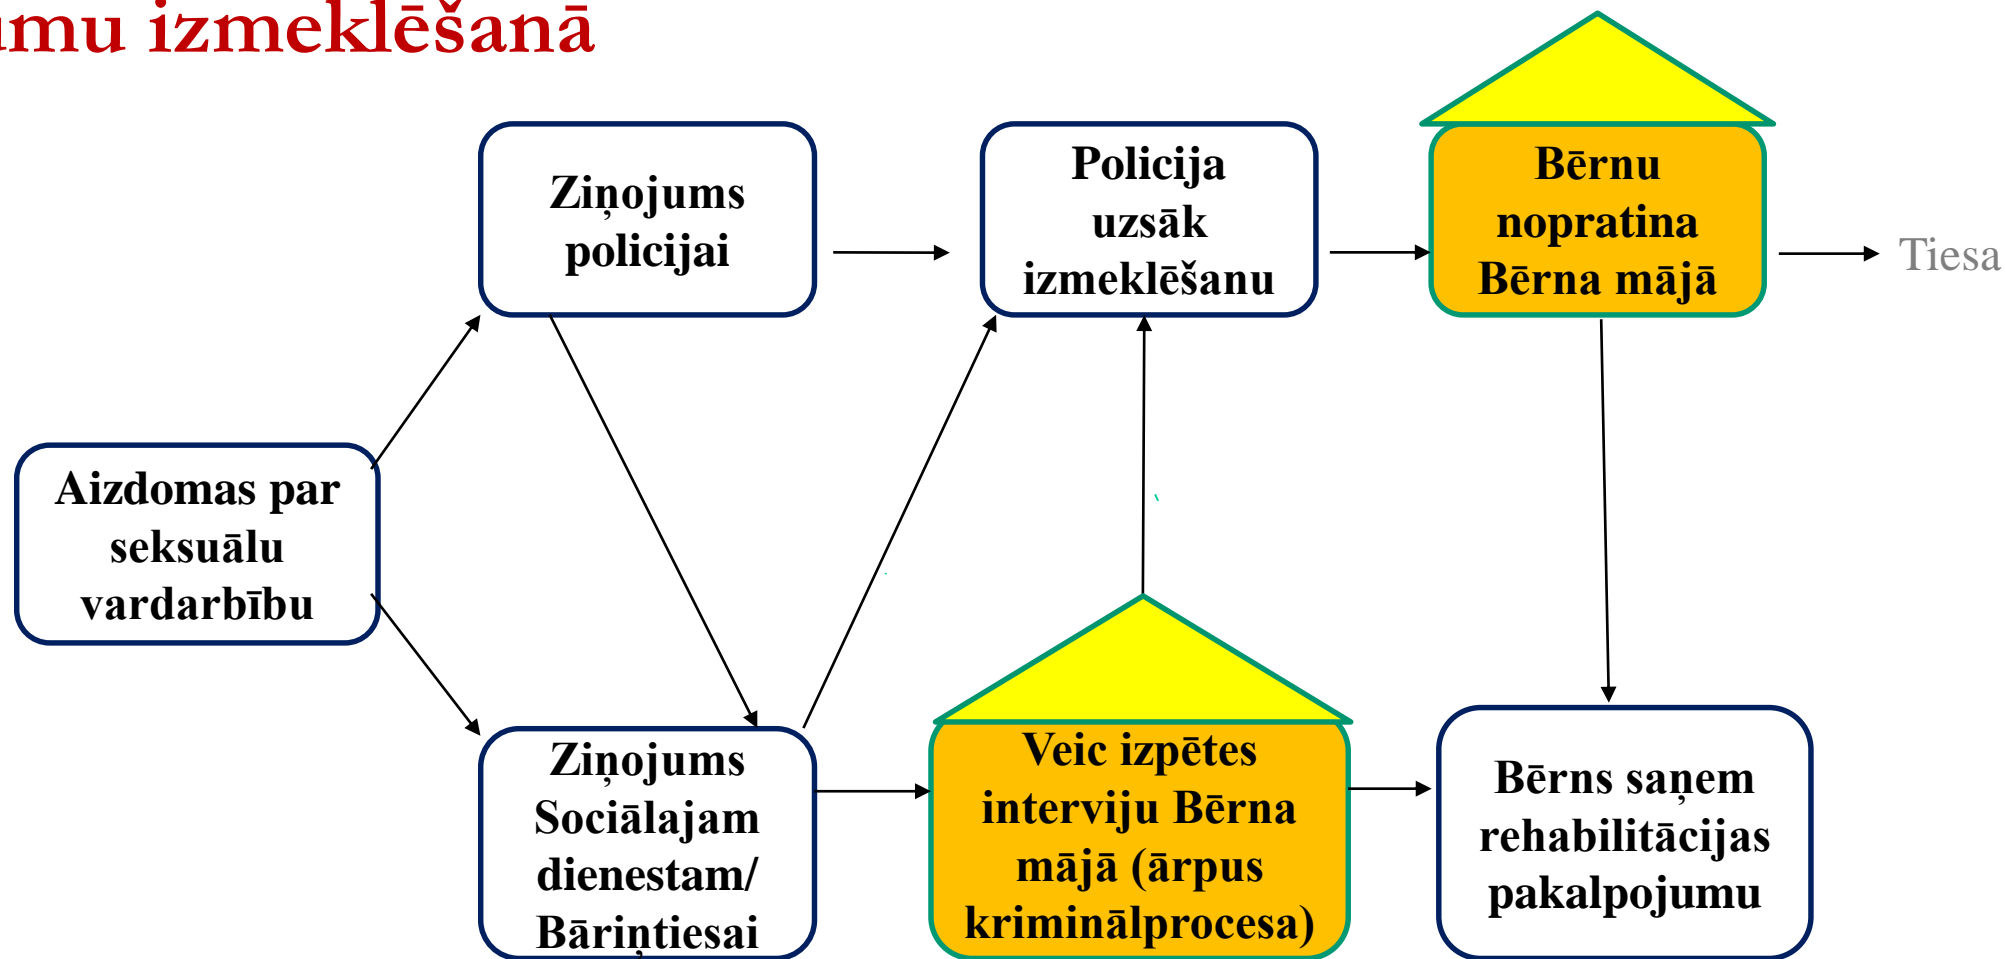 izmeklēšanā
Ziņojums
policijai
Policija
uzsāk
izmeklēšanu
Bērnu
nopratina
Bērna mājā
Tiesa
Aizdomas par
seksuālu
vardarbību
Ziņojums
Sociālajam
dienestam/
Bāriņtiesai
Veic izpētes
interviju Bērna
mājā (ārpus
kriminālprocesa)
Bērns saņem
rehabilitācijas
pakalpojumu